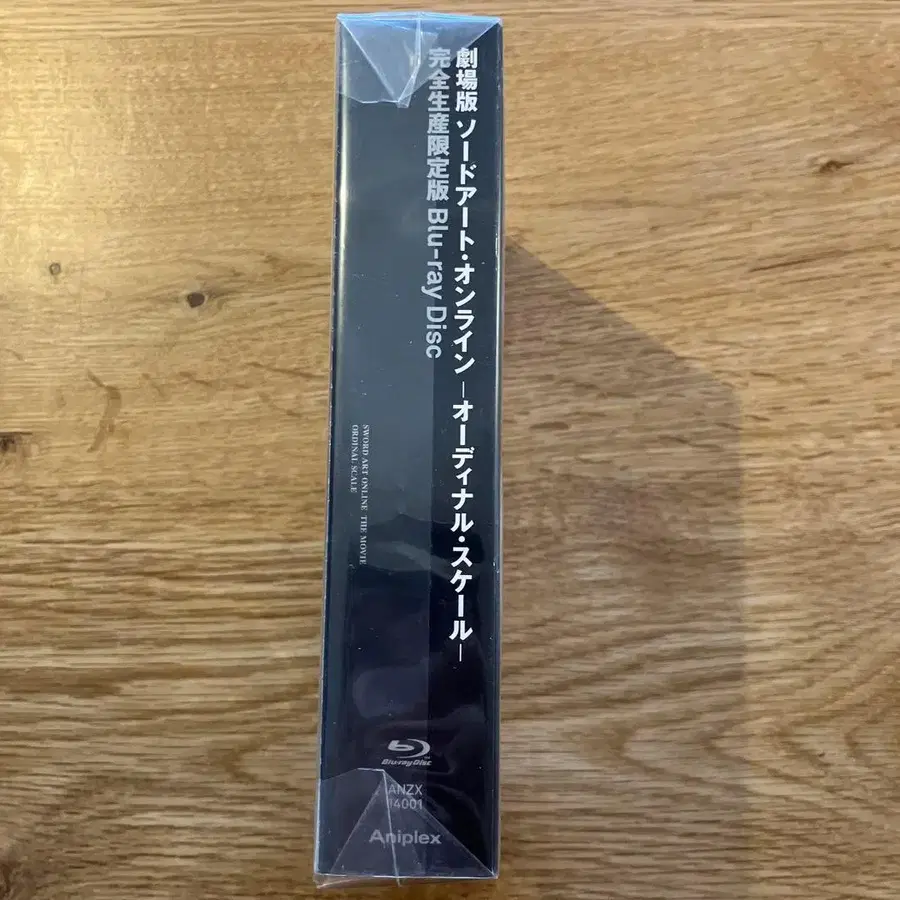 劇場版 ソードアート・オンライン －オーディナル・スケール－
完全生産限定版 Blu-ray Disc
SWORD ART ONLINE THE MOVIE
ORDINAL SCALE
Blu-ray Disc
ANZX
14001
Aniplex